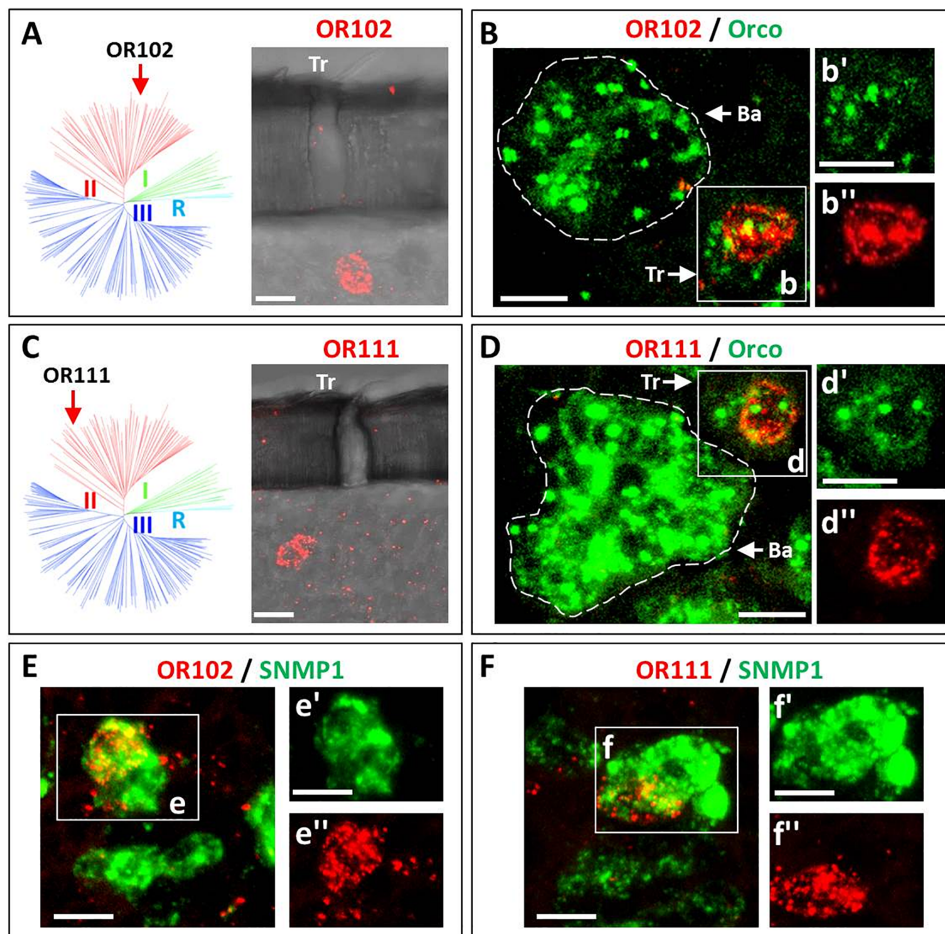 A
OR102
OR102
Tr
I
II
III
R
B
OR102 / Orco
Ba
Tr
b
b'
b''
C
OR111
OR111
Tr
I
II
III
R
D
OR111 / Orco
Tr
d
Ba
d'
d''
E
OR102 / SNMP1
e
e'
e''
F
OR111 / SNMP1
f
f'
f''